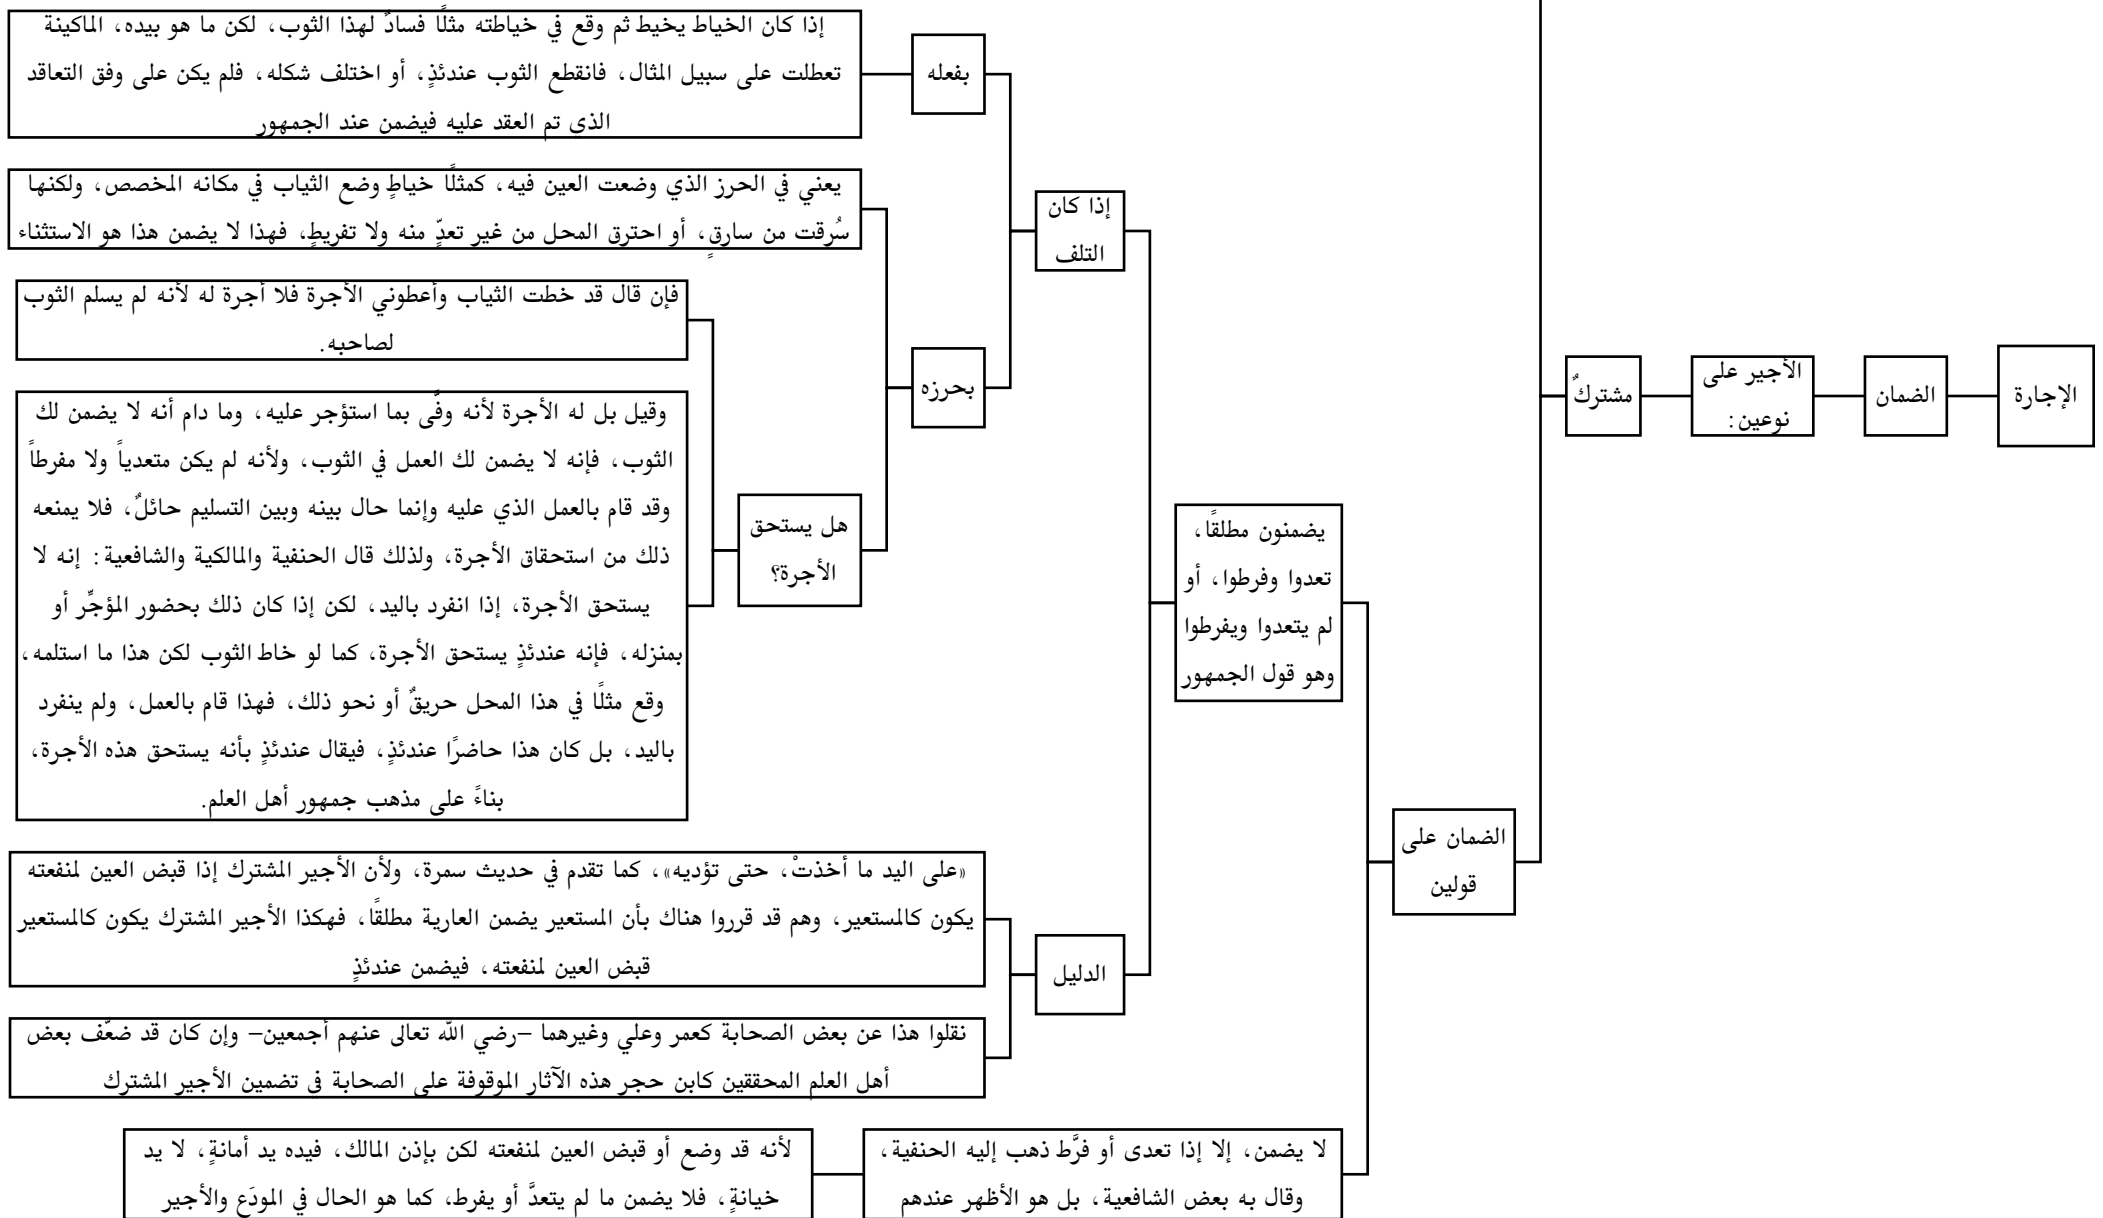 الإجارة
الضمان
الأجير على
نوعين:
مشتركٌ
الضمان على
قولين
يضمنون مطلقًا،
تعدوا وفرطوا، أو
لم يتعدوا ويفرطوا
وهو قول الجمهور
إذا كان
التلف
بفعله
إذا كان الخياط يخيط ثم وقع في خياطته مثلًا فسادٌ لهذا الثوب، لكن ما هو بيده، الماكينة
تعطلت على سبيل المثال، فانقطع الثوب عندئذٍ، أو اختلف شكله، فلم يكن على وفق التعاقد
الذي تم العقد عليه فيضمن عند الجمهور
بحرزه
يعني في الحرز الذي وضعت العين فيه، كمثلًا خياطٍ وضع الثياب في مكانه المخصص، ولكنها
سُرقت من سارقٍ، أو احترق المحل من غير تعدٍّ منه ولا تفريطٍ، فهذا لا يضمن هذا هو الاستثناء
هل يستحق
الأجرة؟
فإن قال قد خطت الثياب وأعطوني الأجرة فلا أجرة له لأنه لم يسلم الثوب
لصاحبه.
وقيل بل له الأجرة لأنه وفَّى بما استؤجر عليه، وما دام أنه لا يضمن لك
الثوب، فإنه لا يضمن لك العمل في الثوب، ولأنه لم يكن متعدياً ولا مفرطاً
وقد قام بالعمل الذي عليه وإنما حال بينه وبين التسليم حائلٌ، فلا يمنعه
ذلك من استحقاق الأجرة، ولذلك قال الحنفية والمالكية والشافعية: إنه لا
يستحق الأجرة، إذا انفرد باليد، لكن إذا كان ذلك بحضور المؤجِّر أو
بمنزله، فإنه عندئذٍ يستحق الأجرة، كما لو خاط الثوب لكن هذا ما استلمه،
وقع مثلًا في هذا المحل حريقٌ أو نحو ذلك، فهذا قام بالعمل، ولم ينفرد
باليد، بل كان هذا حاضرًا عندئذٍ، فيقال عندئذٍ بأنه يستحق هذه الأجرة،
بناءً على مذهب جمهور أهل العلم.
الدليل
«على اليد ما أخذتْ، حتى تؤديه»، كما تقدم في حديث سمرة، ولأن الأجير المشترك إذا قبض العين لمنفعته
يكون كالمستعير، وهم قد قرروا هناك بأن المستعير يضمن العارية مطلقًا، فهكذا الأجير المشترك يكون كالمستعير
قبض العين لمنفعته، فيضمن عندئذٍ
نقلوا هذا عن بعض الصحابة كعمر وعلي وغيرهما –رضي الله تعالى عنهم أجمعين– وإن كان قد ضعَّف بعض
أهل العلم المحققين كابن حجر هذه الآثار الموقوفة على الصحابة في تضمين الأجير المشترك
لا يضمن، إلا إذا تعدى أو فرَّط ذهب إليه الحنفية،
وقال به بعض الشافعية، بل هو الأظهر عندهم
لأنه قد وضع أو قبض العين لمنفعته لكن بإذن المالك، فيده يد أمانةٍ، لا يد
خيانةٍ، فلا يضمن ما لم يتعدَّ أو يفرط، كما هو الحال في المودَع والأجير